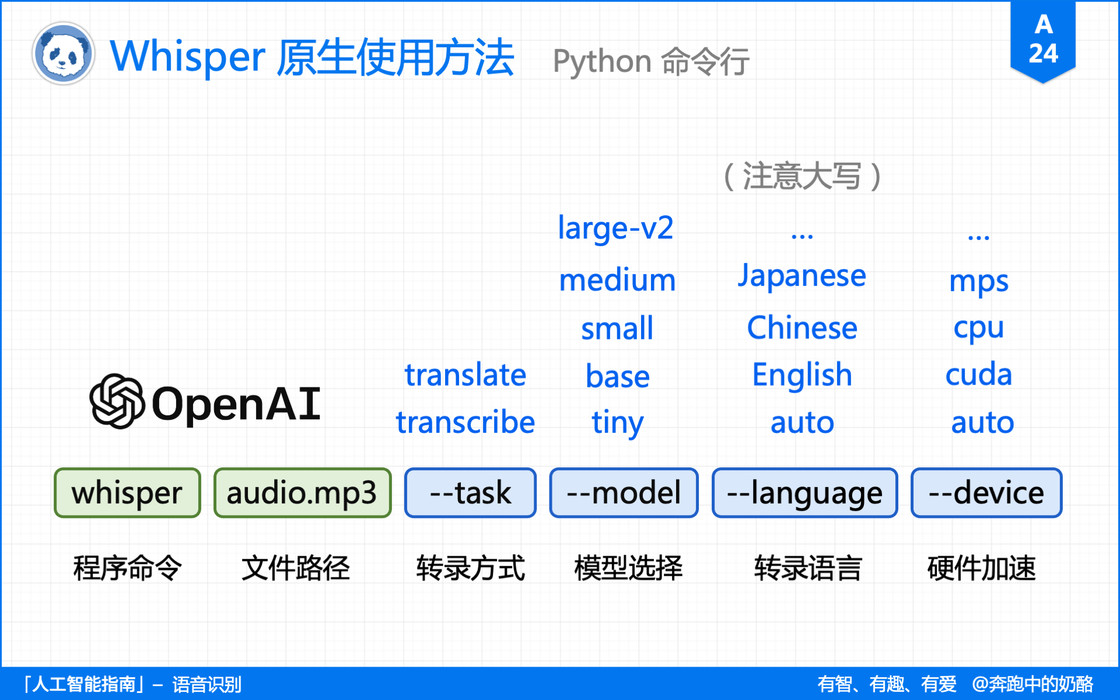 Whisper 原生使用方法 Python 命令行
A
24
(注意大写)
large-v2 ... ...
medium Japanese mps
small Chinese cpu
translate base English cuda
transcribe tiny auto auto
OpenAI
whisper audio.mp3 --task --model --language --device
程序命令 文件路径 转录方式 模型选择 转录语言 硬件加速
「人工智能指南」– 语音识别
有智、有趣、有爱 @奔跑中的奶酪